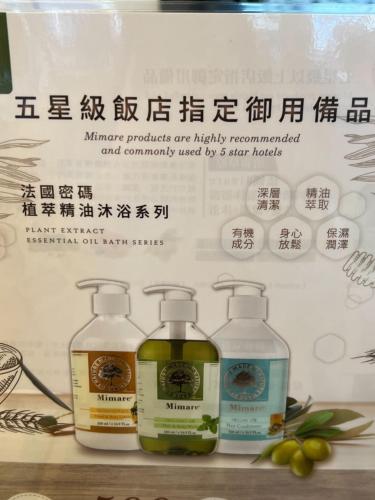 五星級飯店指定御用備品
Mimare products are highly recommended
and commonly used by 5 star hotels
法國密碼
植萃精油沐浴系列
PLANT EXTRACT
ESSENTIAL OIL BATH SERIES
深層
清潔
精油
萃取
有機
成分
身心
放鬆
保濕
潤澤
Mimare
Mimare
Mimare
Hair Conditioner